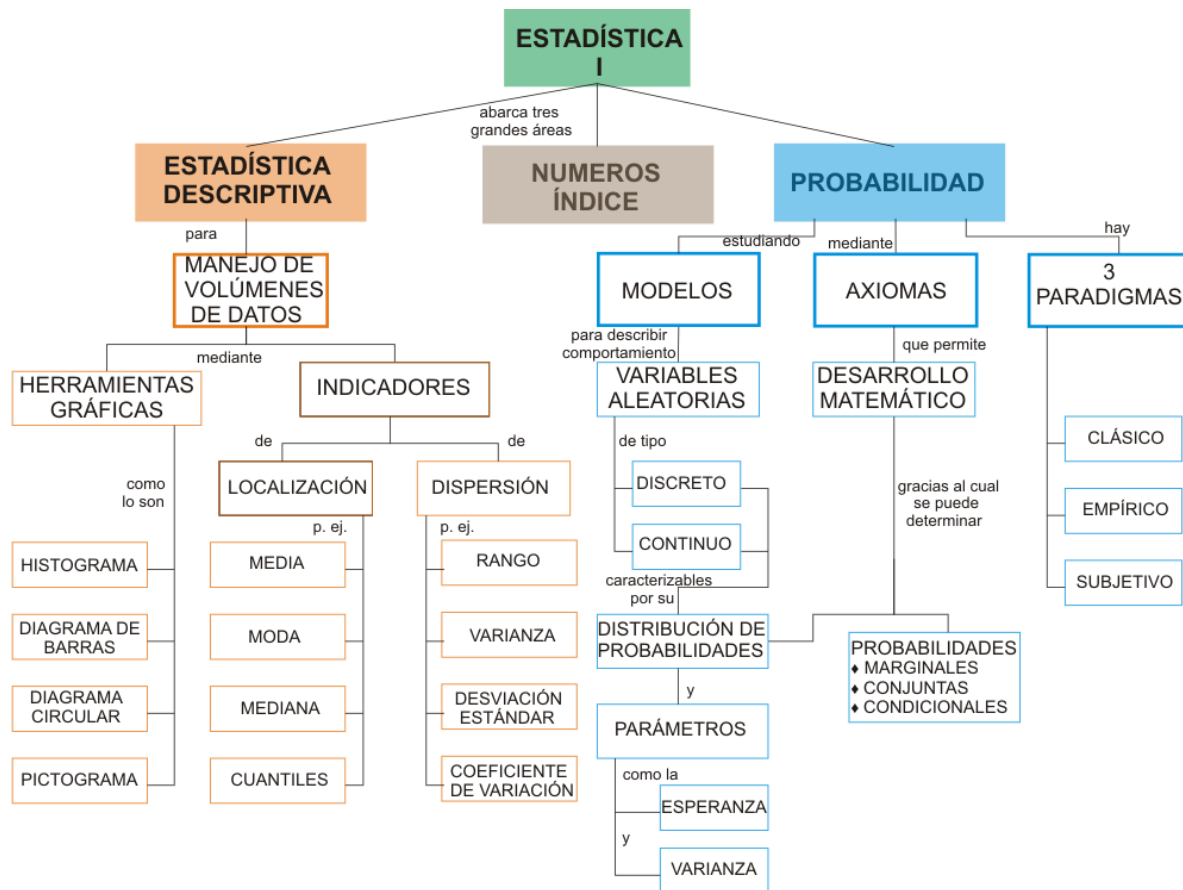 ESTADÍSTICA
I
abarca tres
grandes áreas
ESTADÍSTICA
DESCRIPTIVA
NUMEROS
ÍNDICE
PROBABILIDAD
para
estudiando
mediante
hay
MANEJO DE
VOLÚMENES
DE DATOS
MODELOS
AXIOMAS
3
PARADIGMAS
mediante
para describir
comportamiento
que permite
HERRAMIENTAS
GRÁFICAS
INDICADORES
VARIABLES
ALEATORIAS
DESARROLLO
MATEMÁTICO
de
de
de tipo
CLÁSICO
como
lo son
LOCALIZACIÓN
DISPERSIÓN
DISCRETO
gracias al cual
se puede
determinar
EMPÍRICO
p. ej.
p. ej.
CONTINUO
HISTOGRAMA
MEDIA
RANGO
caracterizables
por su
SUBJETIVO
DIAGRAMA DE
BARRAS
MODA
VARIANZA
DISTRIBUCIÓN DE
PROBABILIDADES
PROBABILIDADES
♦ MARGINALES
♦ CONJUNTAS
♦ CONDICIONALES
y
DIAGRAMA
CIRCULAR
MEDIANA
DESVIACIÓN
ESTÁNDAR
PARÁMETROS
PICTOGRAMA
CUANTILES
COEFICIENTE
DE VARIACIÓN
como la
ESPERANZA
y
VARIANZA